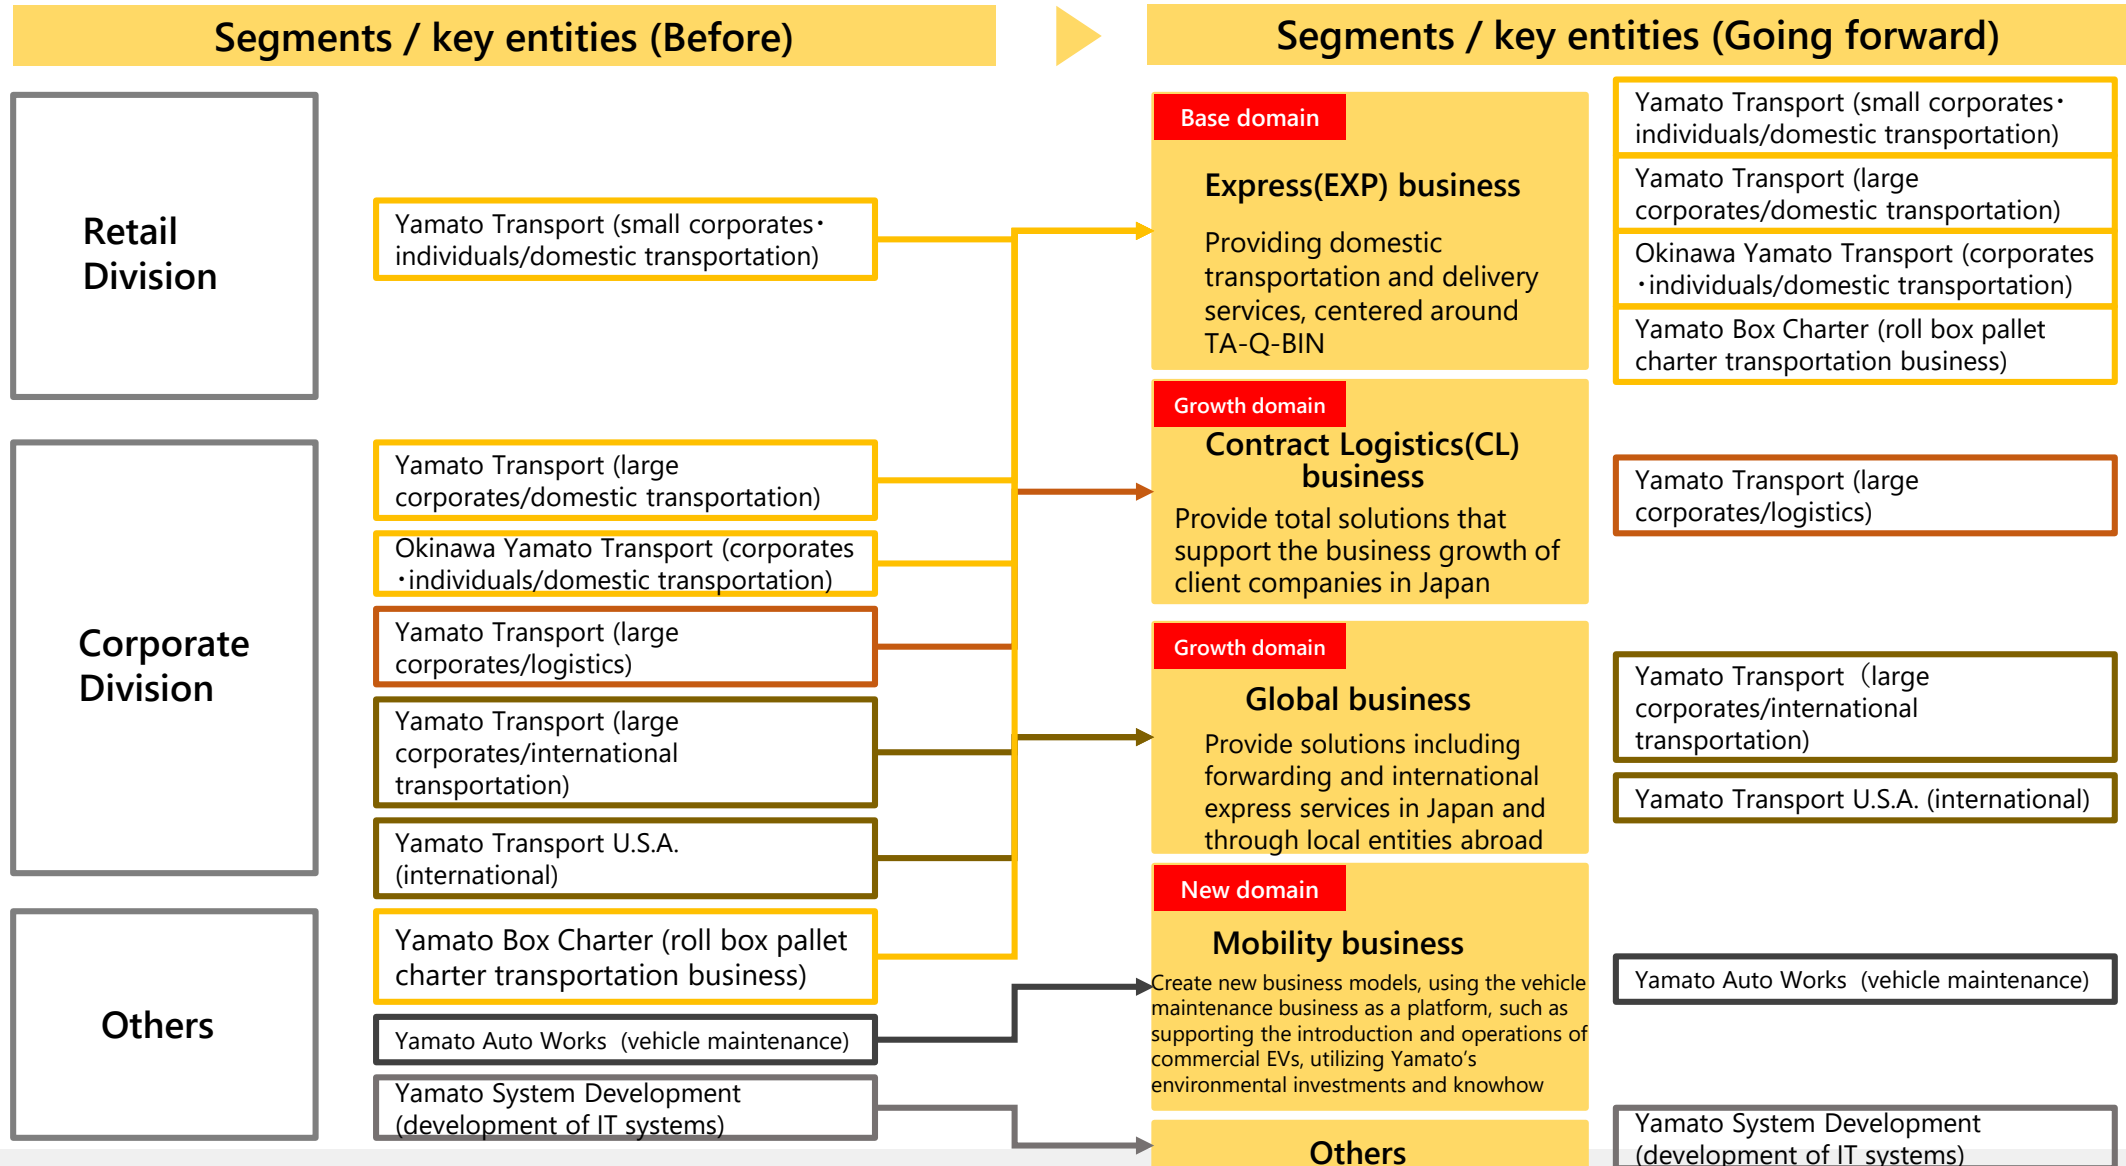 Segments / key entities (Before)
Segments / key entities (Going forward)
Retail
Division
Yamato Transport (small corporates・
individuals/domestic transportation)
Corporate
Division
Yamato Transport (large
corporates/domestic transportation)
Okinawa Yamato Transport (corporates
・individuals/domestic transportation)
Yamato Transport (large
corporates/logistics)
Yamato Transport (large
corporates/international
transportation)
Yamato Transport U.S.A.
(international)
Others
Yamato Box Charter (roll box pallet
charter transportation business)
Yamato Auto Works (vehicle maintenance)
Yamato System Development
(development of IT systems)
Base domain
Express(EXP) business
Providing domestic
transportation and delivery
services, centered around
TA-Q-BIN
Yamato Transport (small corporates・
individuals/domestic transportation)
Yamato Transport (large
corporates/domestic transportation)
Okinawa Yamato Transport (corporates
・individuals/domestic transportation)
Yamato Box Charter (roll box pallet
charter transportation business)
Growth domain
Contract Logistics(CL)
business
Provide total solutions that
support the business growth of
client companies in Japan
Yamato Transport (large
corporates/logistics)
Growth domain
Global business
Provide solutions including
forwarding and international
express services in Japan and
through local entities abroad
Yamato Transport（large
corporates/international
transportation)
Yamato Transport U.S.A. (international)
New domain
Mobility business
Create new business models, using the vehicle
maintenance business as a platform, such as
supporting the introduction and operations of
commercial EVs, utilizing Yamato's
environmental investments and knowhow
Yamato Auto Works (vehicle maintenance)
Others
Yamato System Development
(development of IT systems)